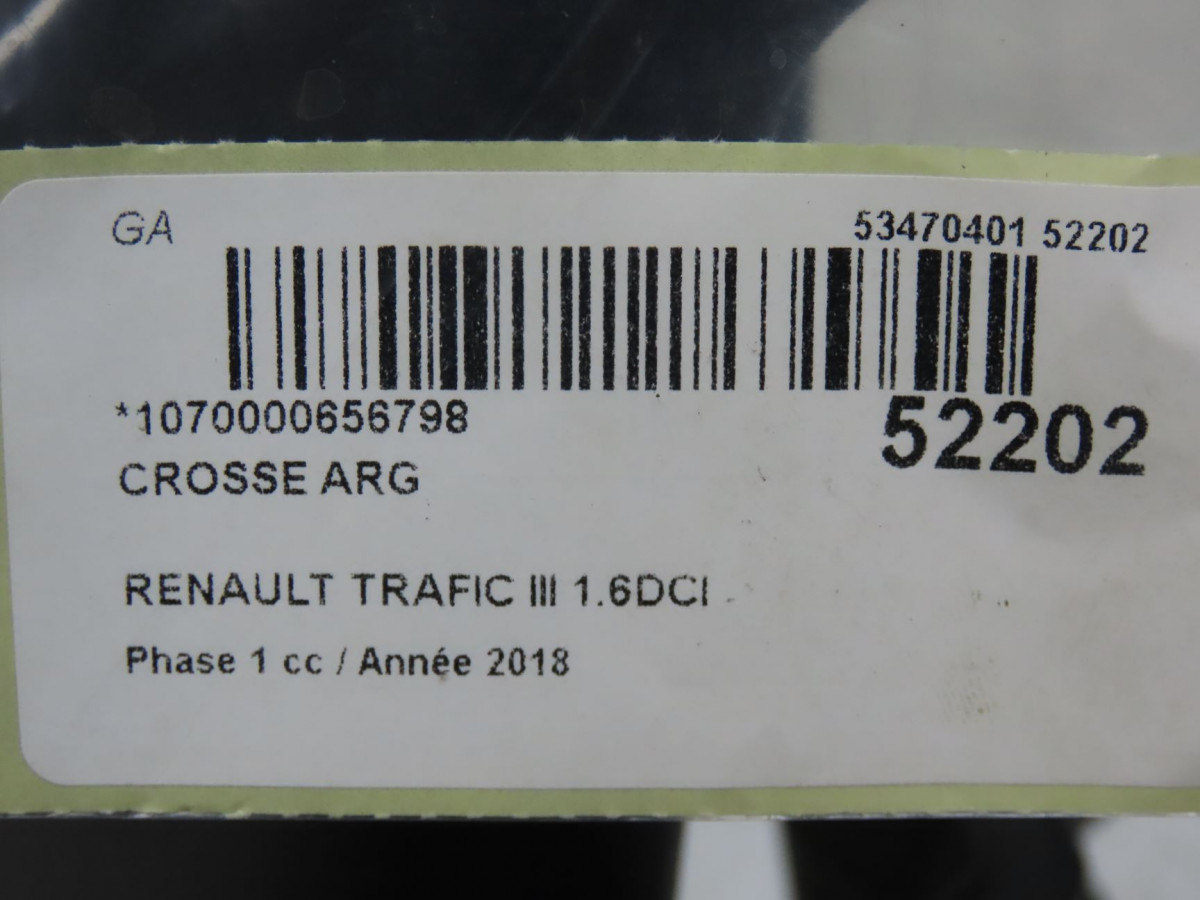 GA
53470401 52202
*1070000656798
52202
CROSSE ARG
RENAULT TRAFIC III 1.6DCI
Phase 1 cc / Année 2018